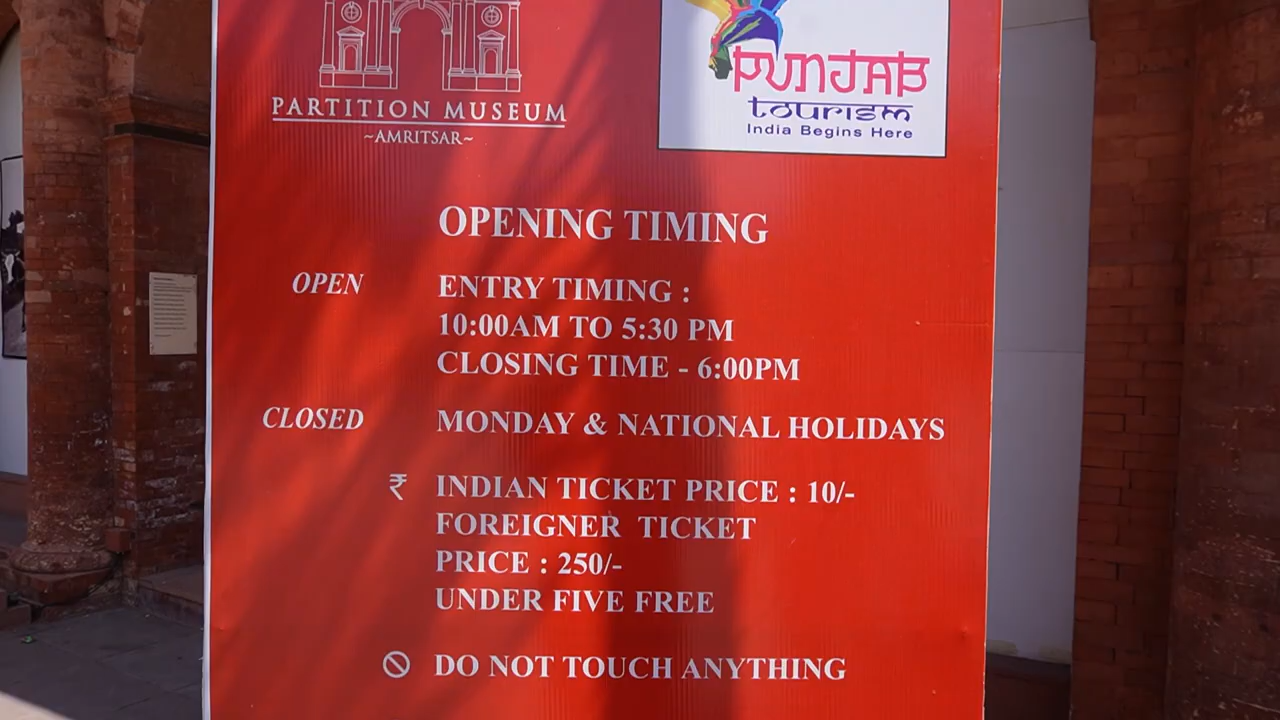 PARTITION MUSEUM
~AMRITSAR~
PUNJAB
tourism
India Begins Here
OPENING TIMING
OPEN ENTRY TIMING :
10:00AM TO 5:30 PM
CLOSING TIME - 6:00PM
CLOSED MONDAY & NATIONAL HOLIDAYS
₹ INDIAN TICKET PRICE : 10/-
FOREIGNER TICKET
PRICE : 250/-
UNDER FIVE FREE
DO NOT TOUCH ANYTHING